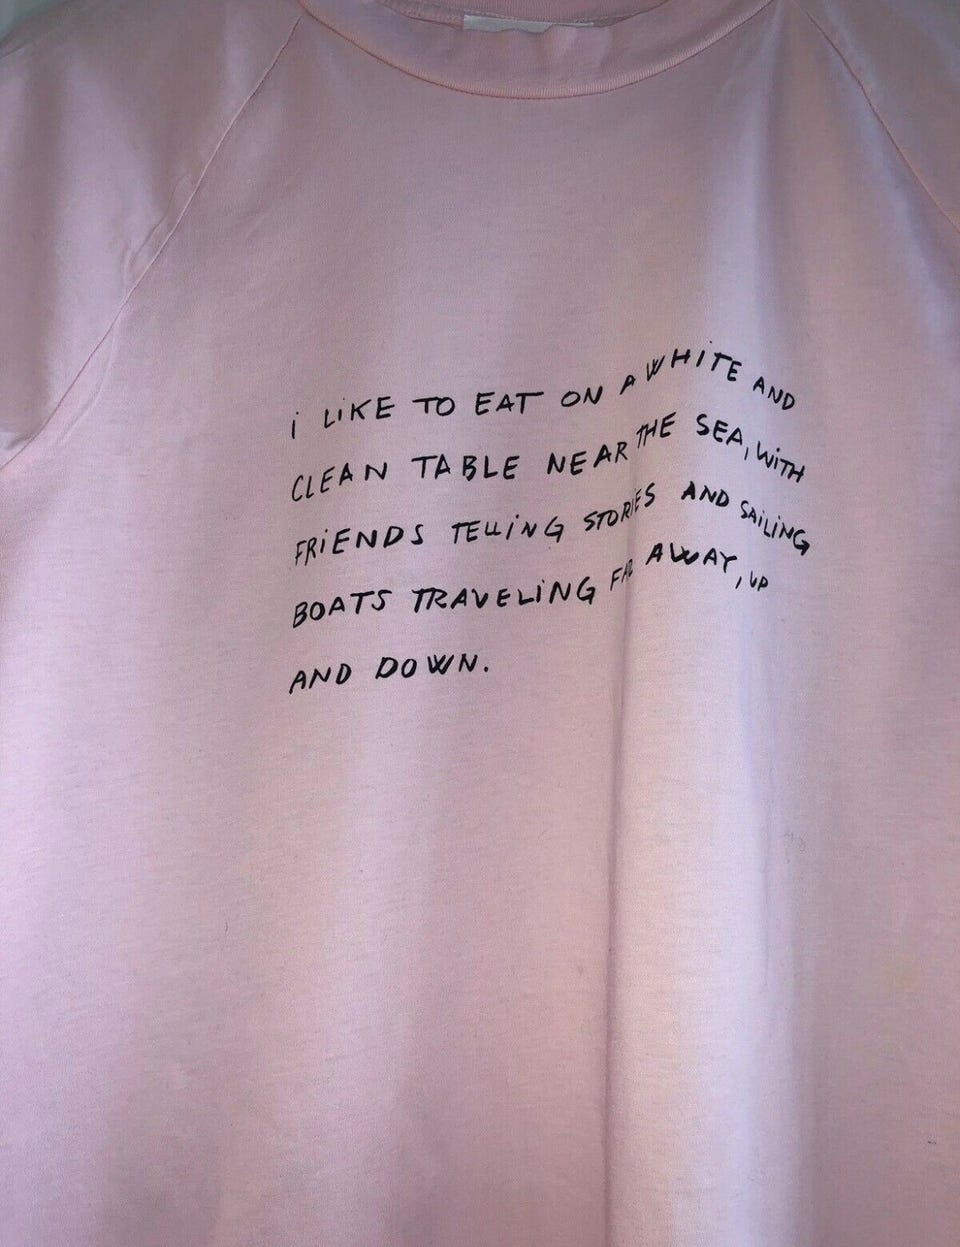 i LiKE TO EAT ON A WHiTE AND
CLEAN TABLE NEAR THE SEA, WiTH
FRiENDS TELLiNG STORiES AND SAiLiNG
BOATS TRAVELiNG FAR AWAY, UP
AND DOWN.